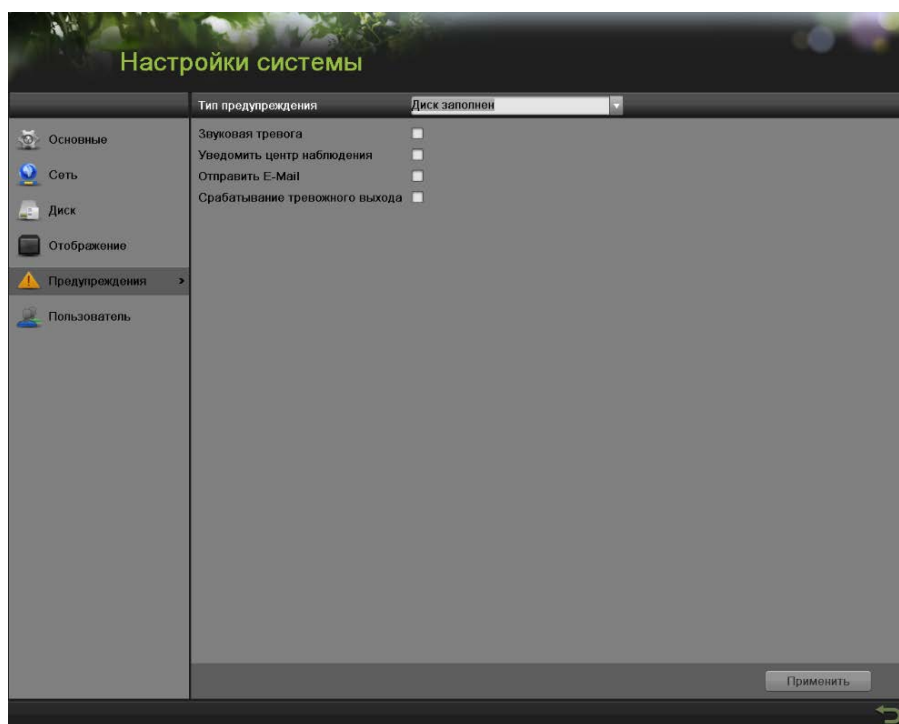 Настройки системы
Тип предупреждения Диск заполнен
Основные
Сеть
Диск
Отображение
Предупреждения
Пользователь
Звуковая тревога
Уведомить центр наблюдения
Отправить E-Mail
Срабатывание тревожного выхода
Применить